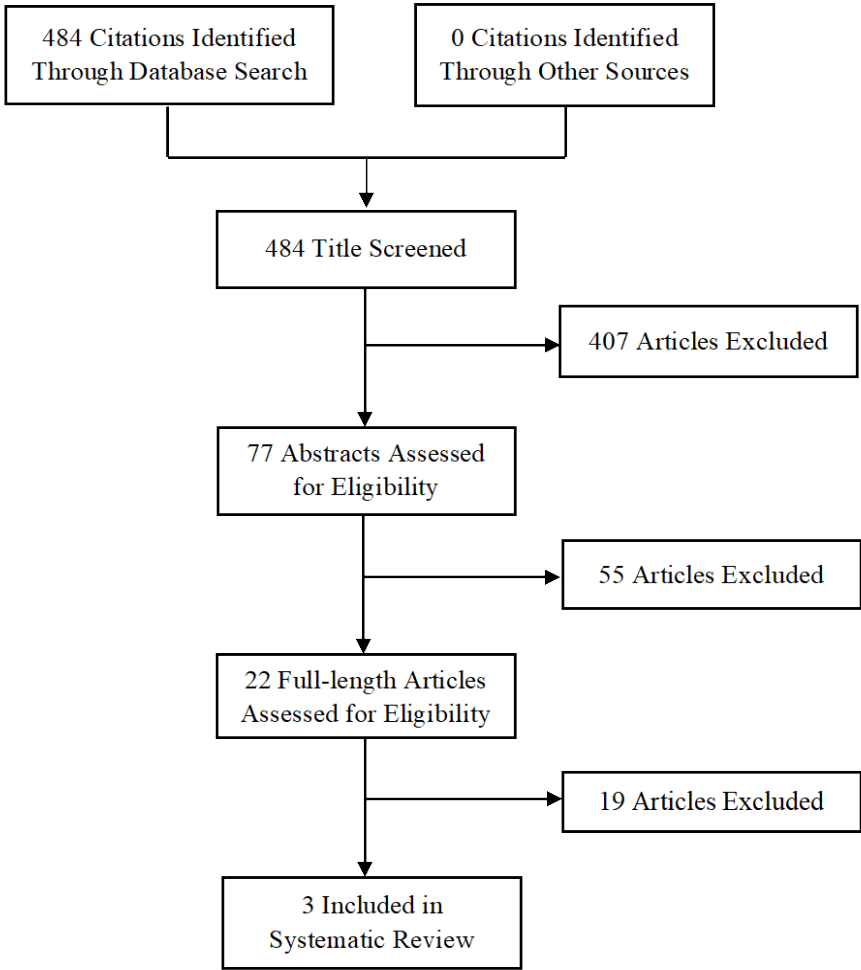 484 Citations Identified
Through Database Search
0 Citations Identified
Through Other Sources
484 Title Screened
407 Articles Excluded
77 Abstracts Assessed
for Eligibility
55 Articles Excluded
22 Full-length Articles
Assessed for Eligibility
19 Articles Excluded
3 Included in
Systematic Review